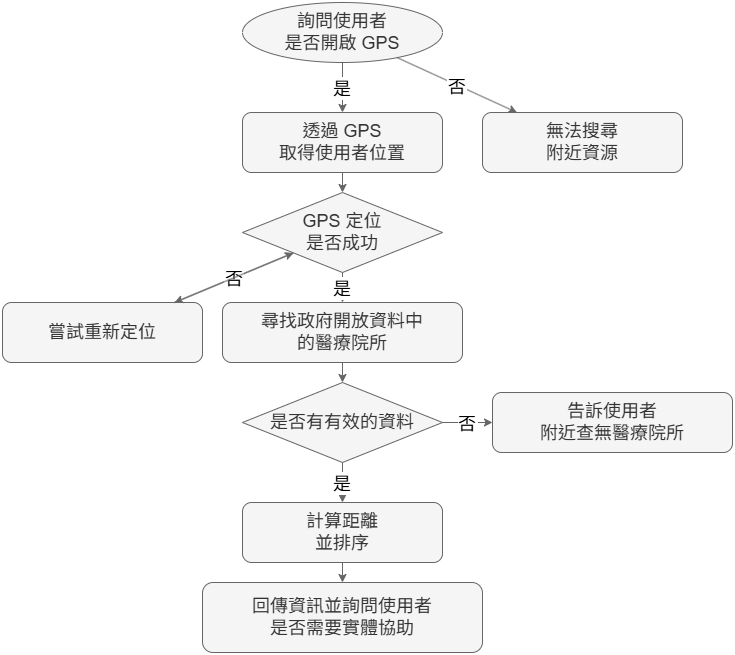 詢問使用者
是否開啟 GPS
是
否
透過 GPS
取得使用者位置
無法搜尋
附近資源
GPS 定位
是否成功
否
是
嘗試重新定位
尋找政府開放資料中
的醫療院所
是否有有效的資料
否
告訴使用者
附近查無醫療院所
是
計算距離
並排序
回傳資訊並詢問使用者
是否需要實體協助